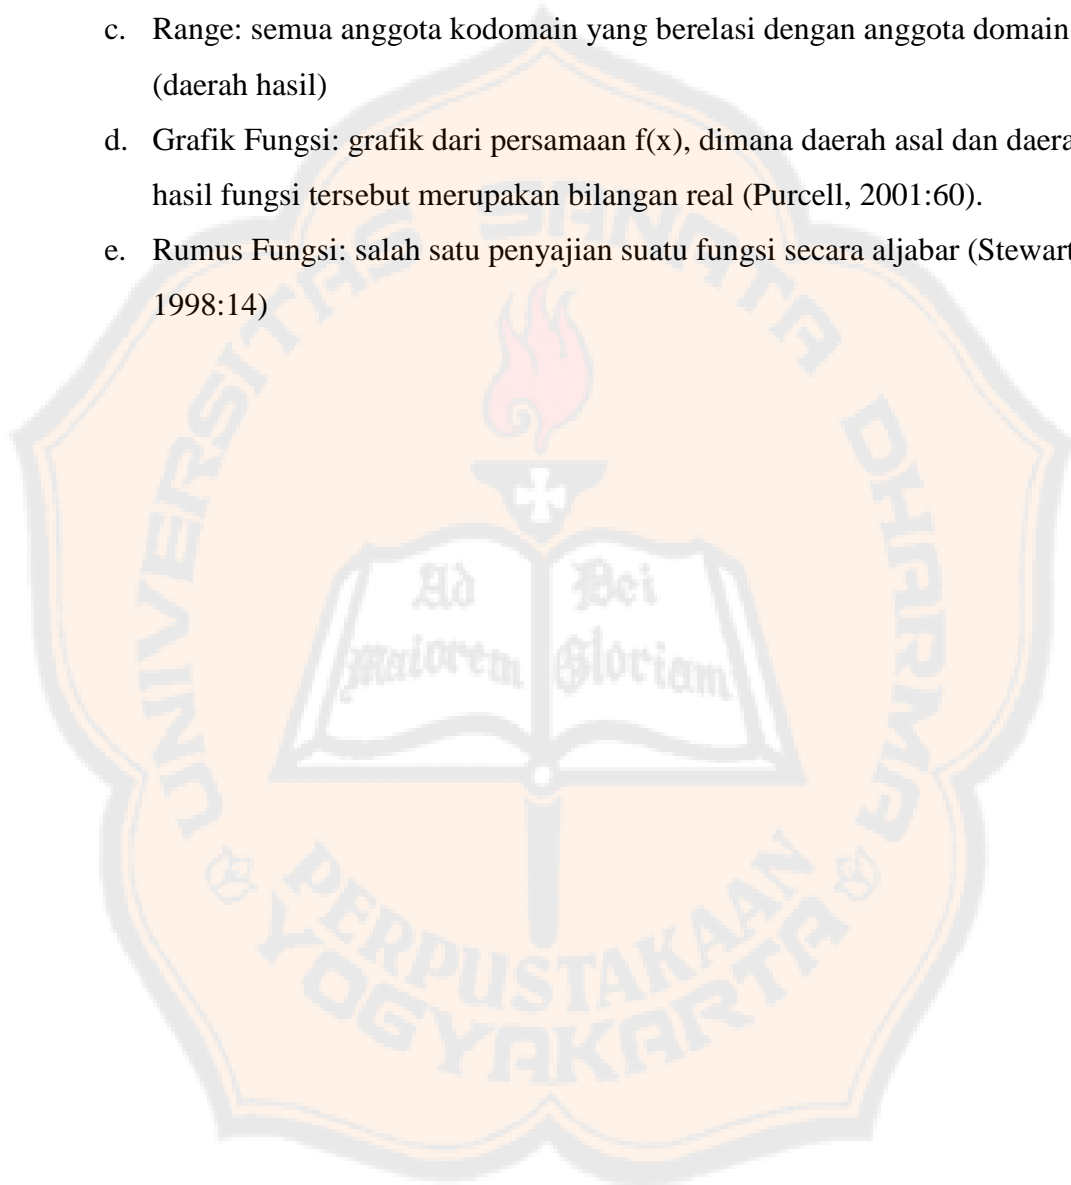 c. Range: semua anggota kodomain yang berelasi dengan anggota domain
(daerah hasil)
d. Grafik Fungsi: grafik dari persamaan f(x), dimana daerah asal dan daera
hasil fungsi tersebut merupakan bilangan real (Purcell, 2001:60).
e. Rumus Fungsi: salah satu penyajian suatu fungsi secara aljabar (Stewart
1998:14)
UNIVERSITAS SANATA DHARMA
Ad Dei
Maiorem Gloriam
PERPUSTAKAAN
YOGYAKARTA